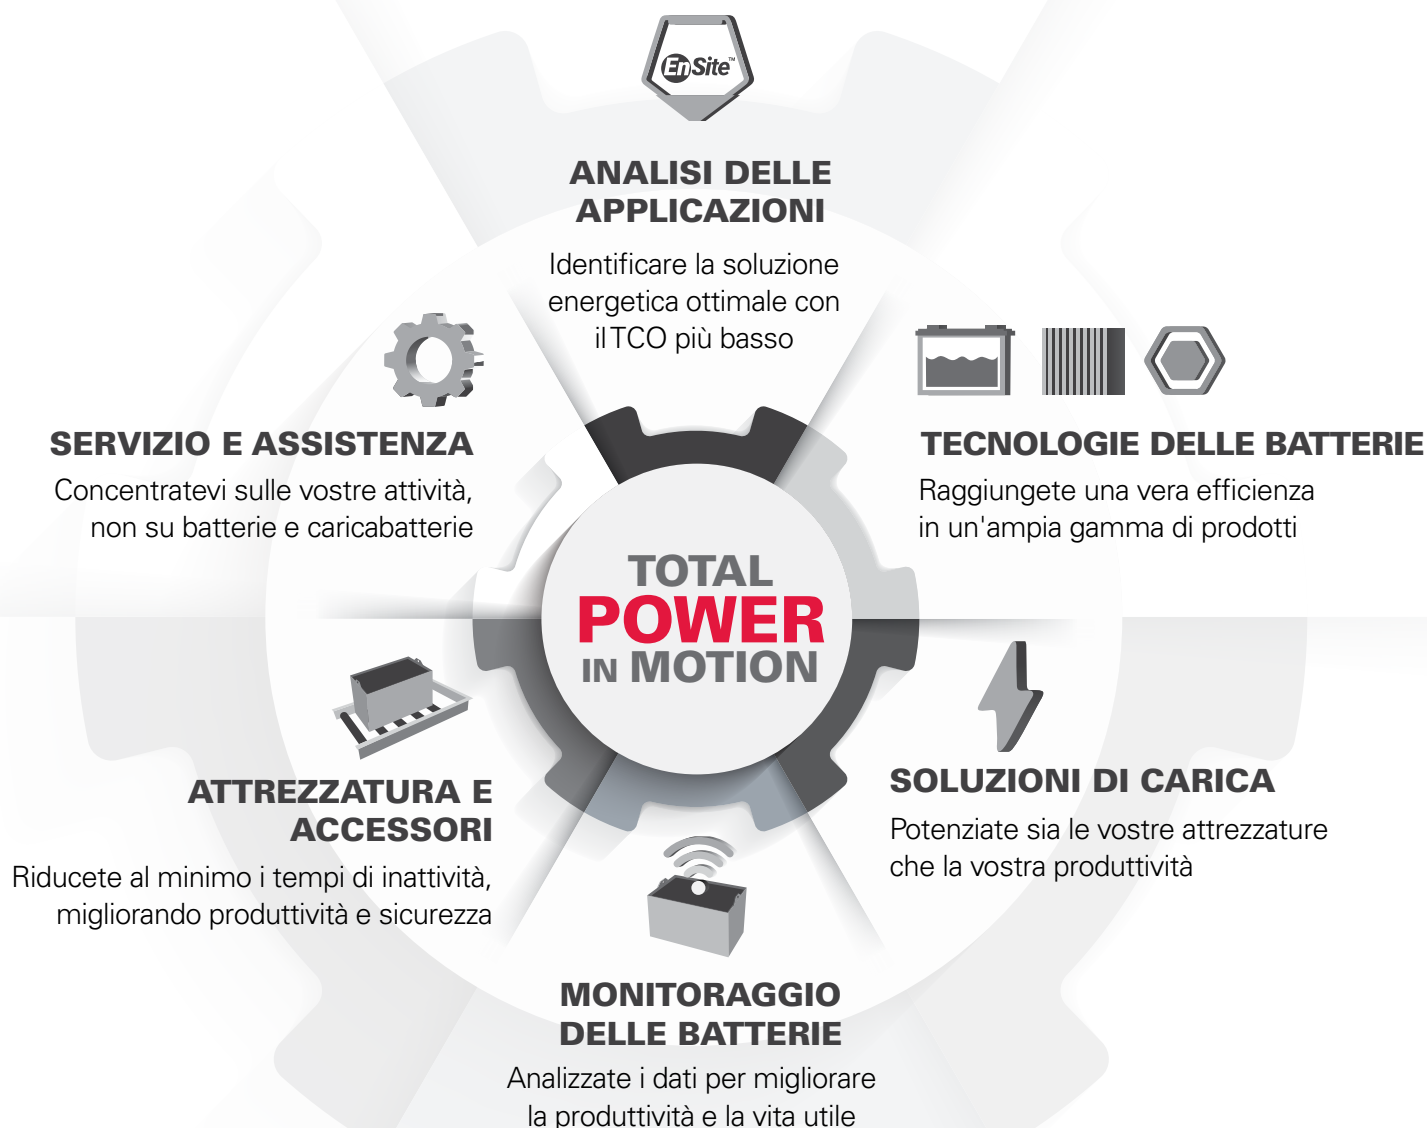 EnSite™
ANALISI DELLE
APPLICAZIONI
Identificare la soluzione
energetica ottimale con
il TCO più basso
SERVIZIO E ASSISTENZA
Concentratevi sulle vostre attività,
non su batterie e caricabatterie
TECNOLOGIE DELLE BATTERIE
Raggiungete una vera efficienza
in un'ampia gamma di prodotti
TOTAL
POWER
IN MOTION
ATTREZZATURA E
ACCESSORI
Riducete al minimo i tempi di inattività,
migliorando produttività e sicurezza
SOLUZIONI DI CARICA
Potenziate sia le vostre attrezzature
che la vostra produttività
MONITORAGGIO
DELLE BATTERIE
Analizzate i dati per migliorare
la produttività e la vita utile